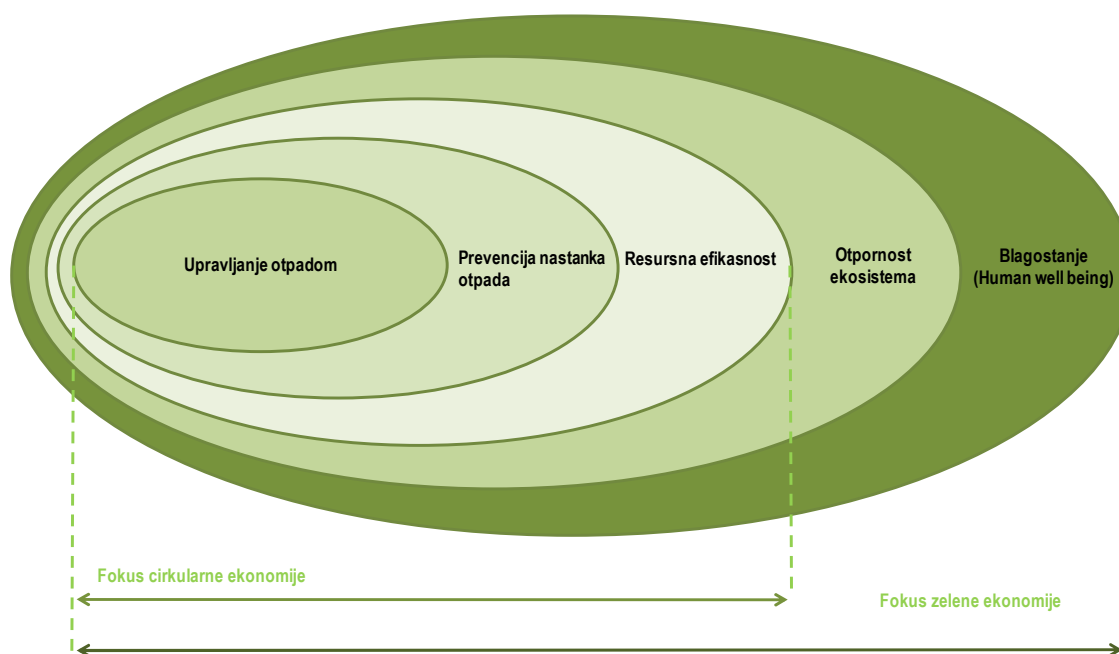 Upravljanje otpadom
Prevencija nastanka
otpada
Resursna efikasnost
Otpornost
ekosistema
Blagostanje
(Human well being)
Fokus cirkularne ekonomije
Fokus zelene ekonomije